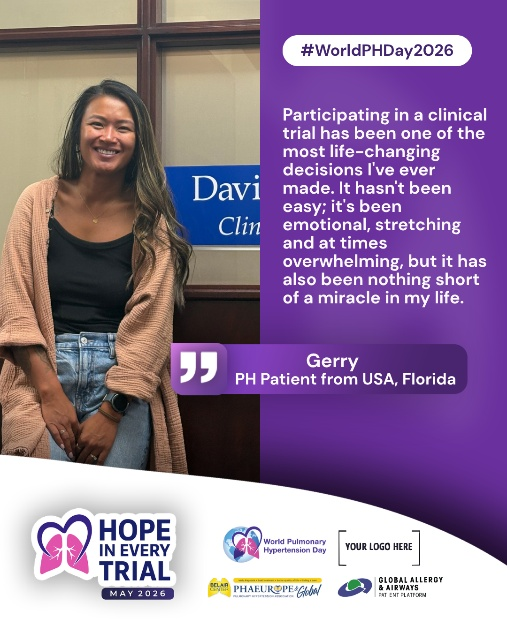 #WorldPHDay2026
Participating in a clinical
trial has been one of the
most life-changing
decisions I've ever
made. It hasn't been
easy; it's been
emotional, stretching
and at times
overwhelming, but it has
also been nothing short
of a miracle in my life.
Davi
Clin
Gerry
PH Patient from USA, Florida
HOPE
IN EVERY
TRIAL
MAY 2026
World Pulmonary
Hypertension Day
YOUR LOGO HERE
BELAIR
CENTER
PHAEUROPE & Global
GLOBAL ALLERGY
& AIRWAYS
PATIENT PLATFORM